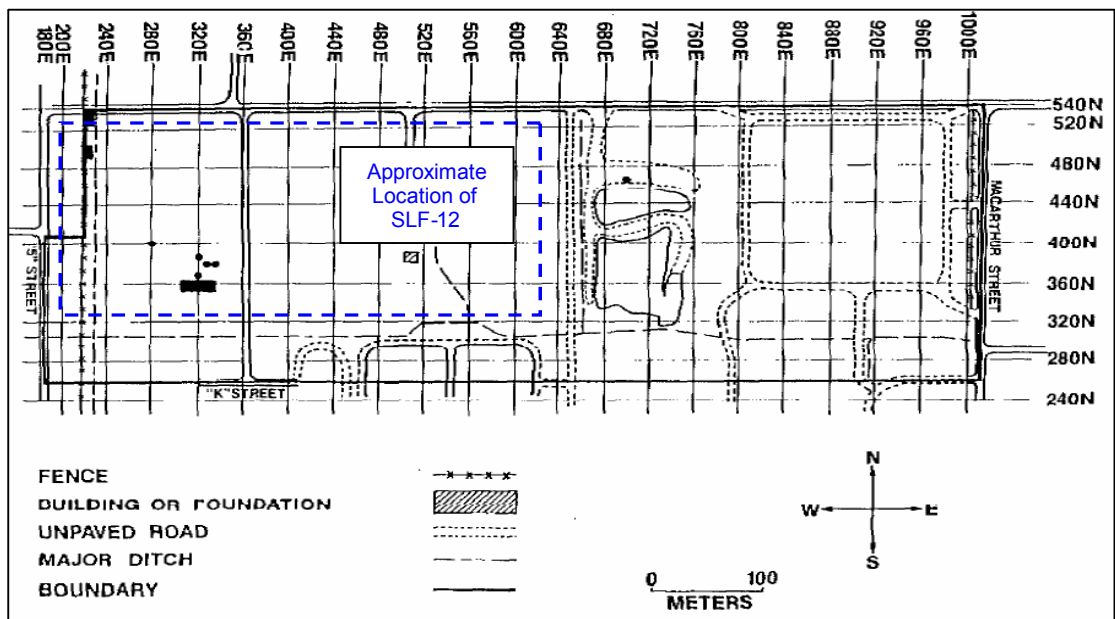 180E 200E 240E 280E 320E 360E 400E 440E 480E 520E 560E 600E 640E 680E 720E 760E 800E 840E 880E 920E 960E 1000E
540N
520N
480N
440N
400N
360N
320N
280N
240N
Approximate
Location of
SLF-12
"5" STREET
MACARTHUR STREET
"K" STREET
FENCE
BUILDING OR FOUNDATION
UNPAVED ROAD
MAJOR DITCH
BOUNDARY
0 100
METERS
N
W E
S